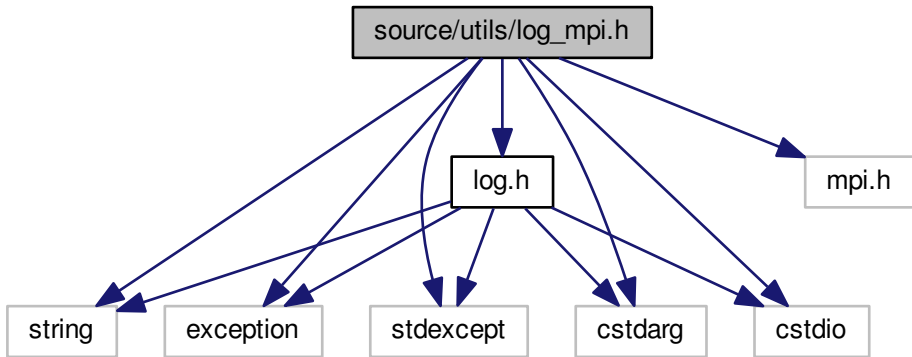 source/utils/log_mpi.h
log.h
mpi.h
string
exception
stdexcept
cstdarg
cstdio